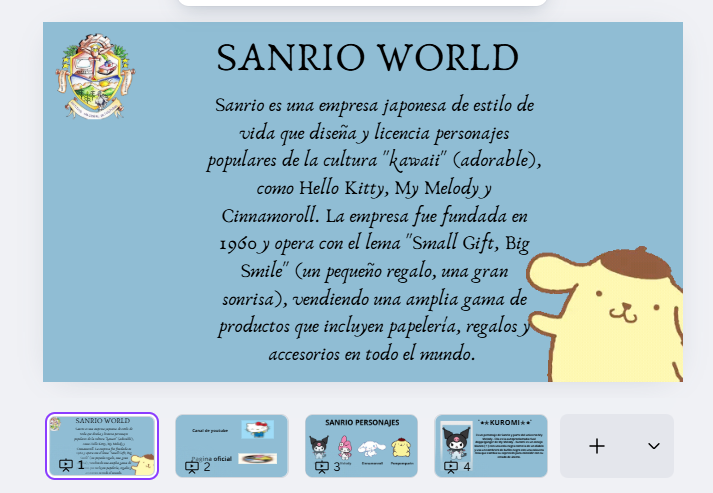 SANRIO WORLD
Sanrio es una empresa japonesa de estilo de
vida que diseña y licencia personajes
populares de la cultura "kawaii" (adorable),
como Hello Kitty, My Melody y
Cinnamoroll. La empresa fue fundada en
1960 y opera con el lema "Small Gift, Big
Smile" (un pequeño regalo, una gran
sonrisa), vendiendo una amplia gama de
productos que incluyen papelería, regalos y
accesorios en todo el mundo.
SANRIO WORLD
1
Canal de youtube
Pagina oficial
2
SANRIO PERSONAJES
3
★★KUROMI★★
4